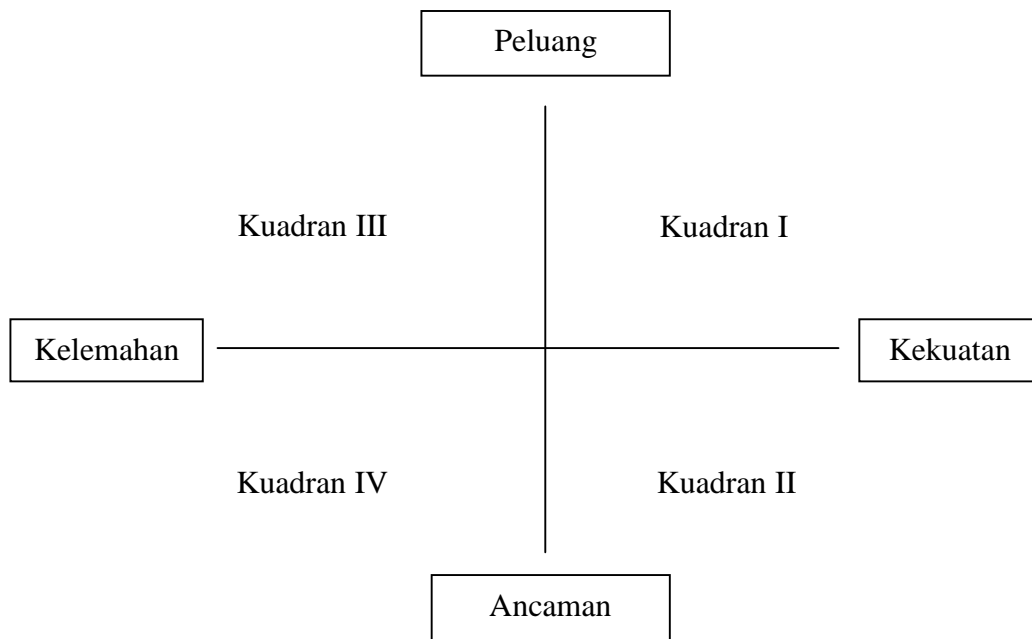 Peluang
Kuadran III
Kuadran I
Kelemahan
Kekuatan
Kuadran IV
Kuadran II
Ancaman